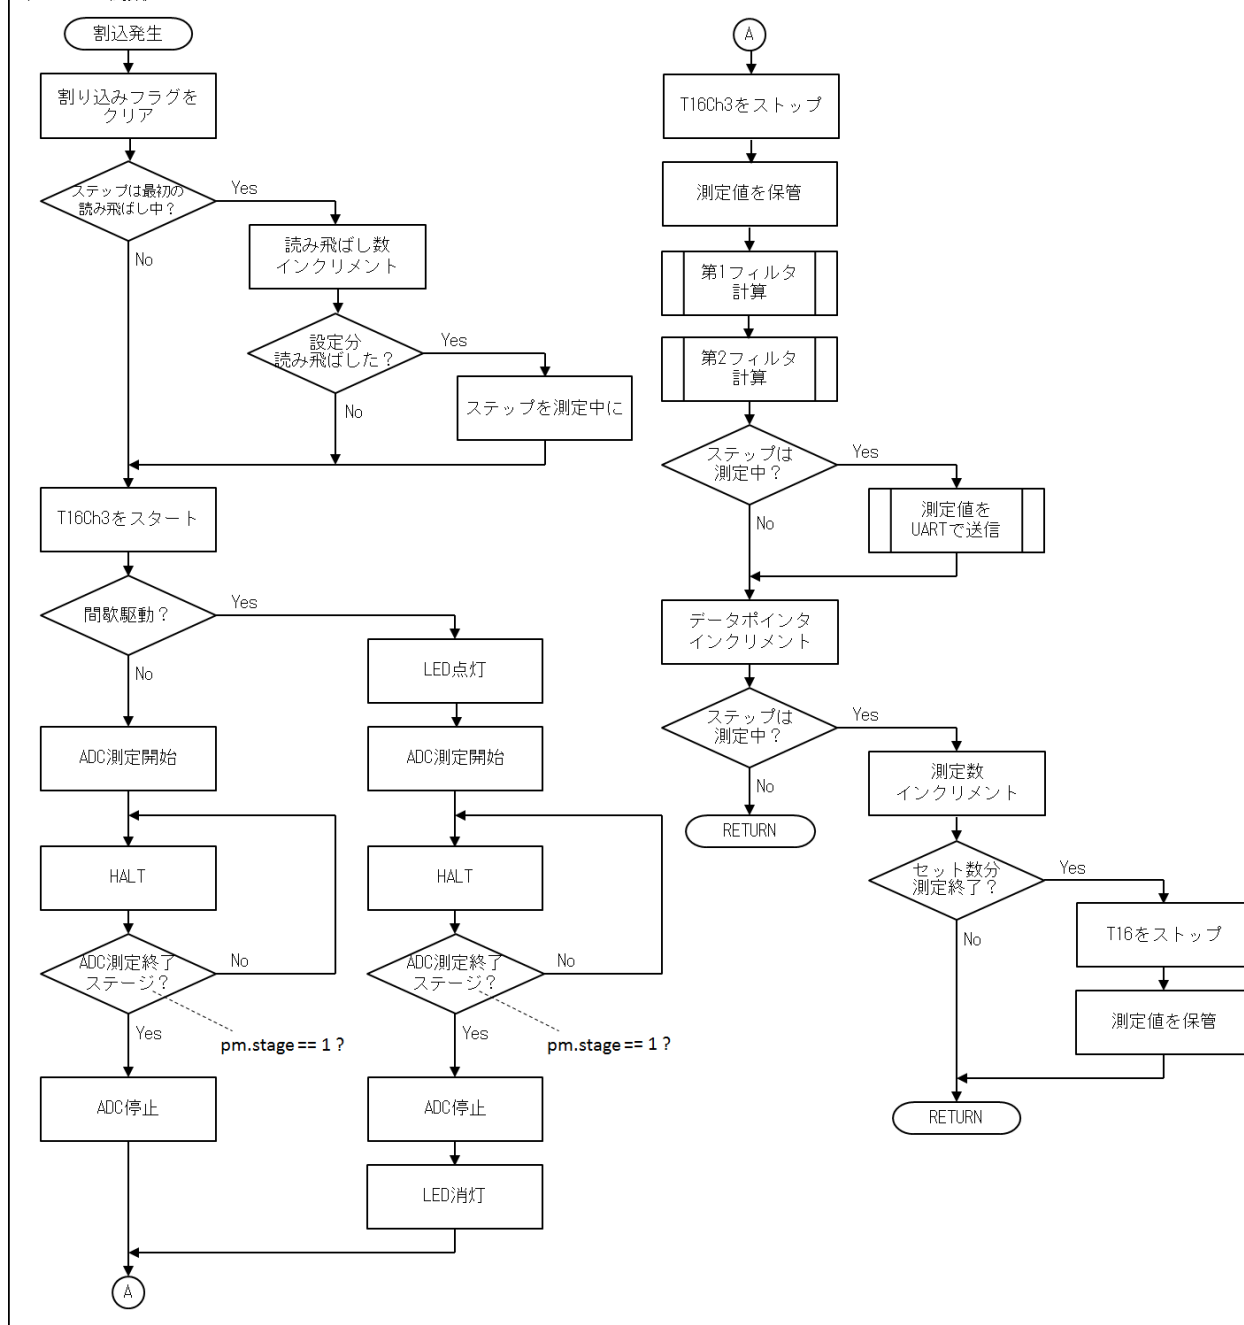 割込発生
割り込みフラグを
クリア
ステップは最初の
読み飛ばし中？
Yes
No
読み飛ばし数
インクリメント
設定分
読み飛ばした？
Yes
No
ステップを測定中に
T16Ch3をスタート
間歇駆動？
Yes
No
LED点灯
ADC測定開始
ADC測定開始
HALT
HALT
ADC測定終了
ステージ？
No
ADC測定終了
ステージ？
No
Yes
pm.stage == 1 ?
Yes
pm.stage == 1 ?
ADC停止
ADC停止
LED消灯
A
A
T16Ch3をストップ
測定値を保管
第1フィルタ
計算
第2フィルタ
計算
ステップは
測定中？
Yes
No
測定値を
UARTで送信
データポインタ
インクリメント
ステップは
測定中？
Yes
No
RETURN
測定数
インクリメント
セット数分
測定終了？
Yes
No
T16をストップ
測定値を保管
RETURN